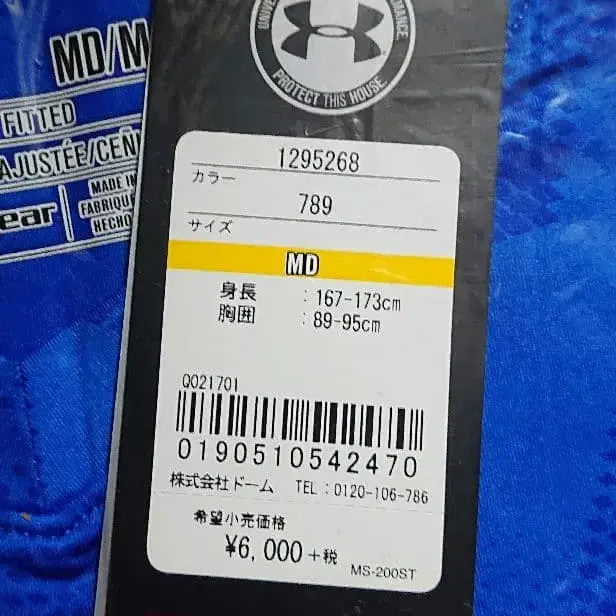 MD/M
FITTED
AJUSTÉE/CEÑ
ear
MADE IN
FABRIQUÉ
HECHO
PROTECT THIS HOUSE
1295268
カラー
789
サイズ
MD
身長 : 167-173cm
胸囲 : 89-95cm
Q021701
0190510542470
株式会社ドーム TEL：0120-106-786
希望小売価格
¥6,000+税
MS-200ST